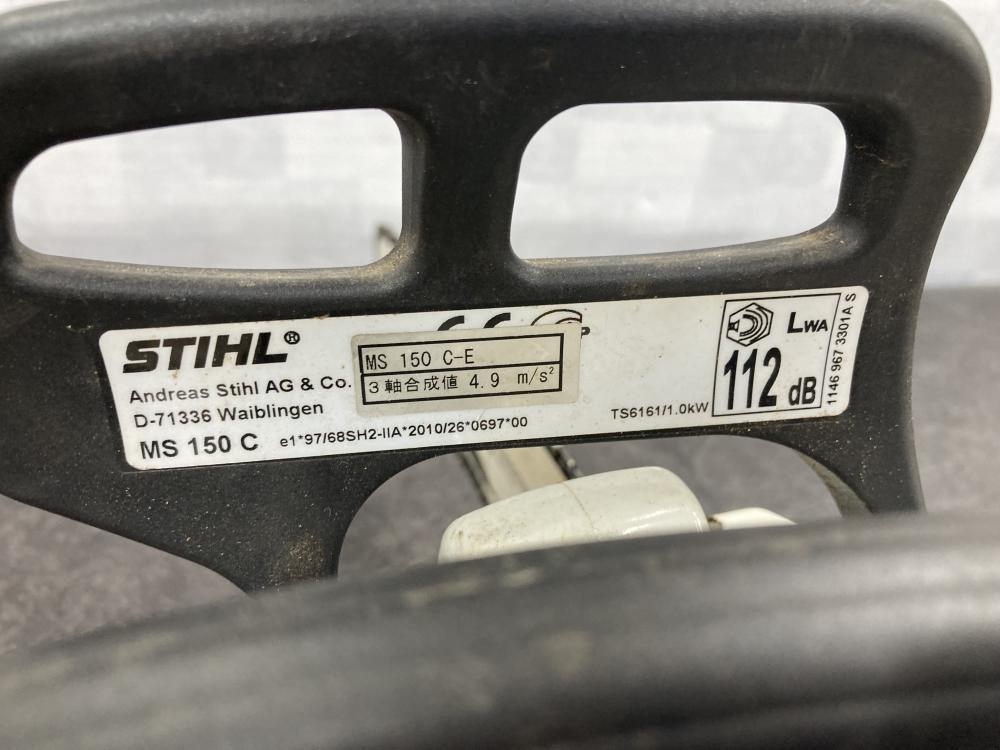 STIHL®
Andreas Stihl AG & Co.
D-71336 Waiblingen
MS 150 C
e1*97/68SH2-IIA*2010/26*0697*00
MS 150 C-E
3軸合成値 4.9 m/s²
TS6161/1.0kW
LWA
112 dB
1146 967 3301A S